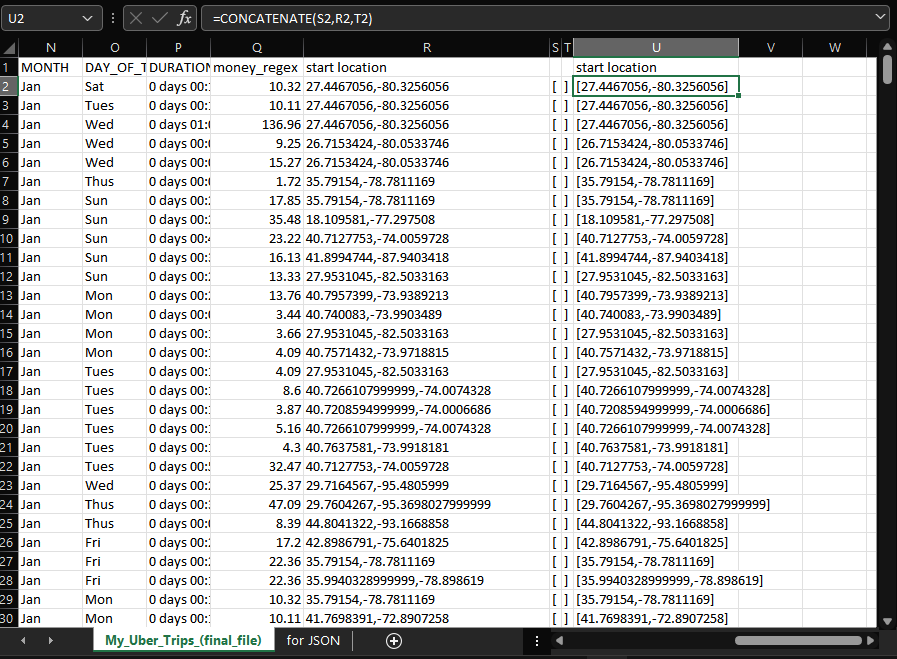 U2 fx =CONCATENATE(S2,R2,T2)
N O P Q R S T U V W
1 MONTH DAY_OF_T DURATION money_regex start location start location
2 Jan Sat 0 days 00: 10.32 27.4467056,-80.3256056 [ ] [27.4467056,-80.3256056]
3 Jan Tues 0 days 00: 10.11 27.4467056,-80.3256056 [ ] [27.4467056,-80.3256056]
4 Jan Wed 0 days 01: 136.96 27.4467056,-80.3256056 [ ] [27.4467056,-80.3256056]
5 Jan Wed 0 days 00: 9.25 26.7153424,-80.0533746 [ ] [26.7153424,-80.0533746]
6 Jan Wed 0 days 00: 15.27 26.7153424,-80.0533746 [ ] [26.7153424,-80.0533746]
7 Jan Thus 0 days 00: 1.72 35.79154,-78.7811169 [ ] [35.79154,-78.7811169]
8 Jan Sun 0 days 00: 17.85 35.79154,-78.7811169 [ ] [35.79154,-78.7811169]
9 Jan Sun 0 days 00: 35.48 18.109581,-77.297508 [ ] [18.109581,-77.297508]
10 Jan Sun 0 days 00: 23.22 40.7127753,-74.0059728 [ ] [40.7127753,-74.0059728]
11 Jan Sun 0 days 00: 16.13 41.8994744,-87.9403418 [ ] [41.8994744,-87.9403418]
12 Jan Sun 0 days 00: 13.33 27.9531045,-82.5033163 [ ] [27.9531045,-82.5033163]
13 Jan Mon 0 days 00: 13.76 40.7957399,-73.9389213 [ ] [40.7957399,-73.9389213]
14 Jan Mon 0 days 00: 3.44 40.740083,-73.9903489 [ ] [40.740083,-73.9903489]
15 Jan Mon 0 days 00: 3.66 27.9531045,-82.5033163 [ ] [27.9531045,-82.5033163]
16 Jan Mon 0 days 00: 4.09 40.7571432,-73.9718815 [ ] [40.7571432,-73.9718815]
17 Jan Tues 0 days 00: 4.09 27.9531045,-82.5033163 [ ] [27.9531045,-82.5033163]
18 Jan Tues 0 days 00: 8.6 40.7266107999999,-74.0074328 [ ] [40.7266107999999,-74.0074328]
19 Jan Tues 0 days 00: 3.87 40.7208594999999,-74.0006686 [ ] [40.7208594999999,-74.0006686]
20 Jan Tues 0 days 00: 5.16 40.7266107999999,-74.0074328 [ ] [40.7266107999999,-74.0074328]
21 Jan Tues 0 days 00: 4.3 40.7637581,-73.9918181 [ ] [40.7637581,-73.9918181]
22 Jan Tues 0 days 00: 32.47 40.7127753,-74.0059728 [ ] [40.7127753,-74.0059728]
23 Jan Wed 0 days 00: 25.37 29.7164567,-95.4805999 [ ] [29.7164567,-95.4805999]
24 Jan Thus 0 days 00: 47.09 29.7604267,-95.3698027999999 [ ] [29.7604267,-95.3698027999999]
25 Jan Thus 0 days 00: 8.39 44.8041322,-93.1668858 [ ] [44.8041322,-93.1668858]
26 Jan Fri 0 days 00: 17.2 42.8986791,-75.6401825 [ ] [42.8986791,-75.6401825]
27 Jan Fri 0 days 00: 22.36 35.79154,-78.7811169 [ ] [35.79154,-78.7811169]
28 Jan Fri 0 days 00: 22.36 35.9940328999999,-78.898619 [ ] [35.9940328999999,-78.898619]
29 Jan Mon 0 days 00: 10.32 35.79154,-78.7811169 [ ] [35.79154,-78.7811169]
30 Jan Mon 0 days 00: 10.11 41.7698391,-72.8907258 [ ] [41.7698391,-72.8907258]
My_Uber_Trips_(final_file) for JSON